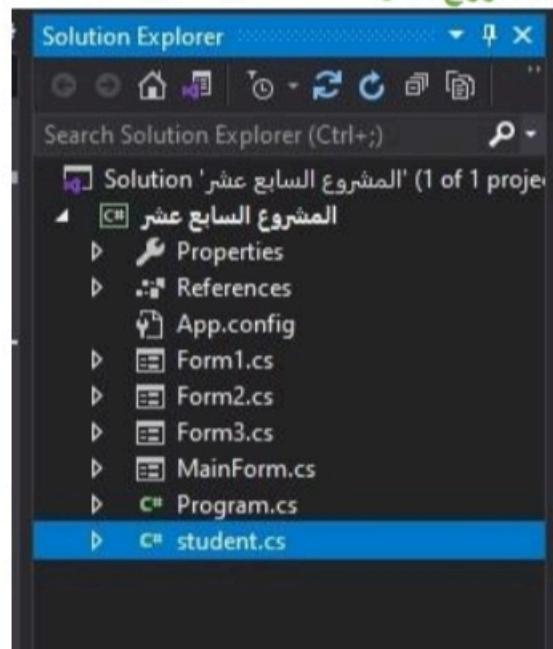 Solution Explorer
Search Solution Explorer (Ctrl+;)
Solution 'المشروع السابع عشر' (1 of 1 proje
المشروع السابع عشر
Properties
References
App.config
Form1.cs
Form2.cs
Form3.cs
MainForm.cs
C# Program.cs
C# student.cs